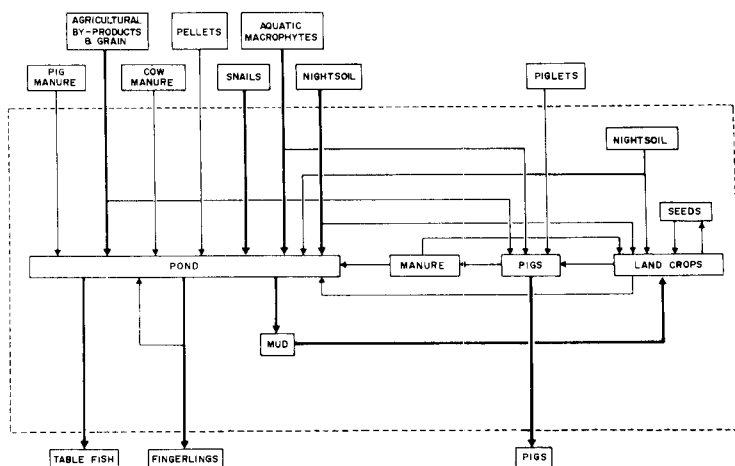 AGRICULTURAL
BY-PRODUCTS
& GRAIN
PELLETS
AQUATIC
MACROPHYTES
PIG
MANURE
COW
MANURE
SNAILS
NIGHTSOIL
PIGLETS
NIGHTSOIL
SEEDS
POND
MANURE
PIGS
LAND CROPS
MUD
TABLE FISH
FINGERLINGS
PIGS